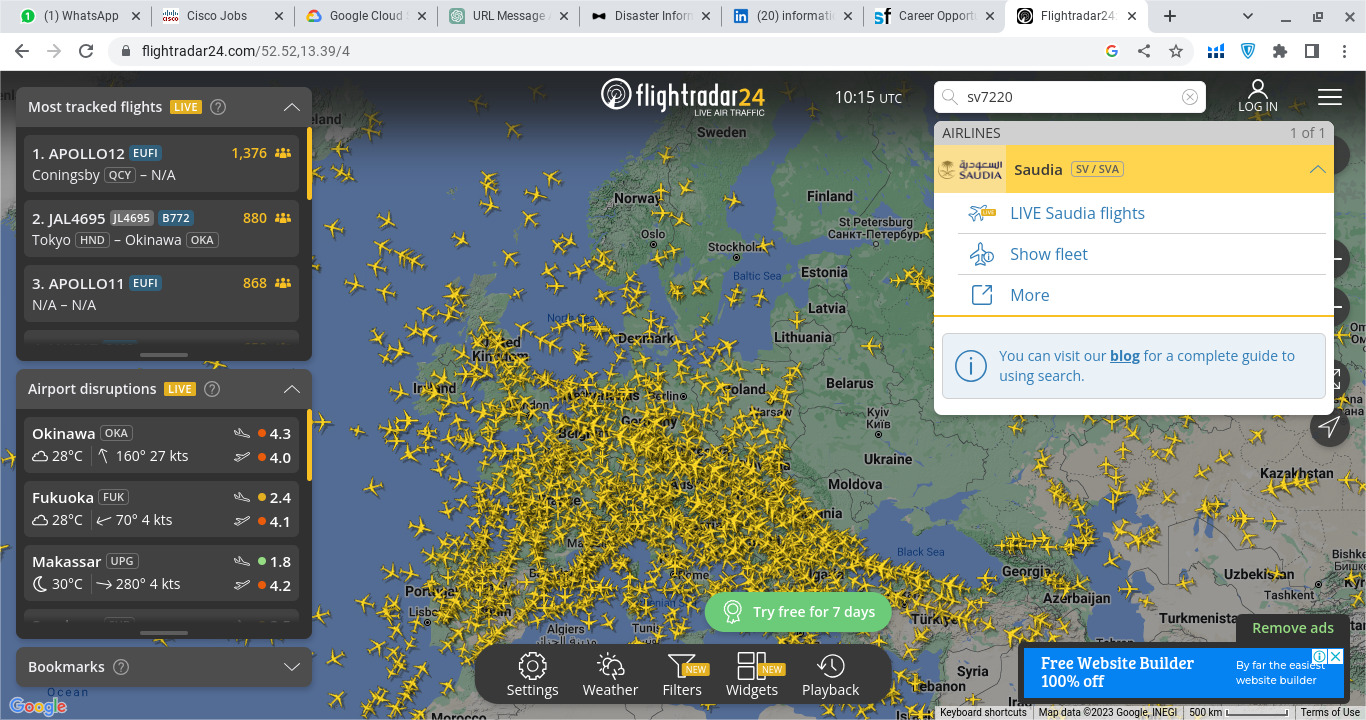 (1) WhatsApp
Cisco Jobs
Google Cloud
URL Message
Disaster Infor
(20) informati
Career Opport
Flightradar24:
flightradar24.com/52.52,13.39/4
Most tracked flights LIVE ?
1. APOLLO12 EUFI 1,376
Coningsby QCY – N/A
2. JAL4695 JL4695 B772 880
Tokyo HND – Okinawa OKA
3. APOLLO11 EUFI 868
N/A – N/A
Airport disruptions LIVE ?
Okinawa OKA 4.3
28°C 160° 27 kts 4.0
Fukuoka FUK 2.4
28°C 70° 4 kts 4.1
Makassar UPG 1.8
30°C 280° 4 kts 4.2
Bookmarks ?
flightradar24
LIVE AIR TRAFFIC
10:15 UTC
sv7220
LOG IN
AIRLINES 1 of 1
السعودية
SAUDIA
Saudia SV / SVA
LIVE Saudia flights
Show fleet
More
You can visit our blog for a complete guide to
using search.
Sweden
Norway
Finland
St Petersburg
Санкт-Петербур
Oslo
Stockholm
Baltic Sea
Estonia
Latvia
Lithuania
Denmark
United
Kingdom
Ireland
Belarus
Poland
Warsaw
Київ
Kyiv
Ukraine
Moldova
Kazakhstan
Black Sea
Georgia
Azerbaijan
Uzbekistan
Tashkent
Turkmenista
Türkiye
Syria
Lebanon
Algiers
Morocco
Ocean
Google
Try free for 7 days
Settings
Weather
Filters NEW
Widgets NEW
Playback
Remove ads
Free Website Builder
100% off
By far the easiest
website builder
Keyboard shortcuts
Map data ©2023 Google, INEGI
500 km
Terms of Use